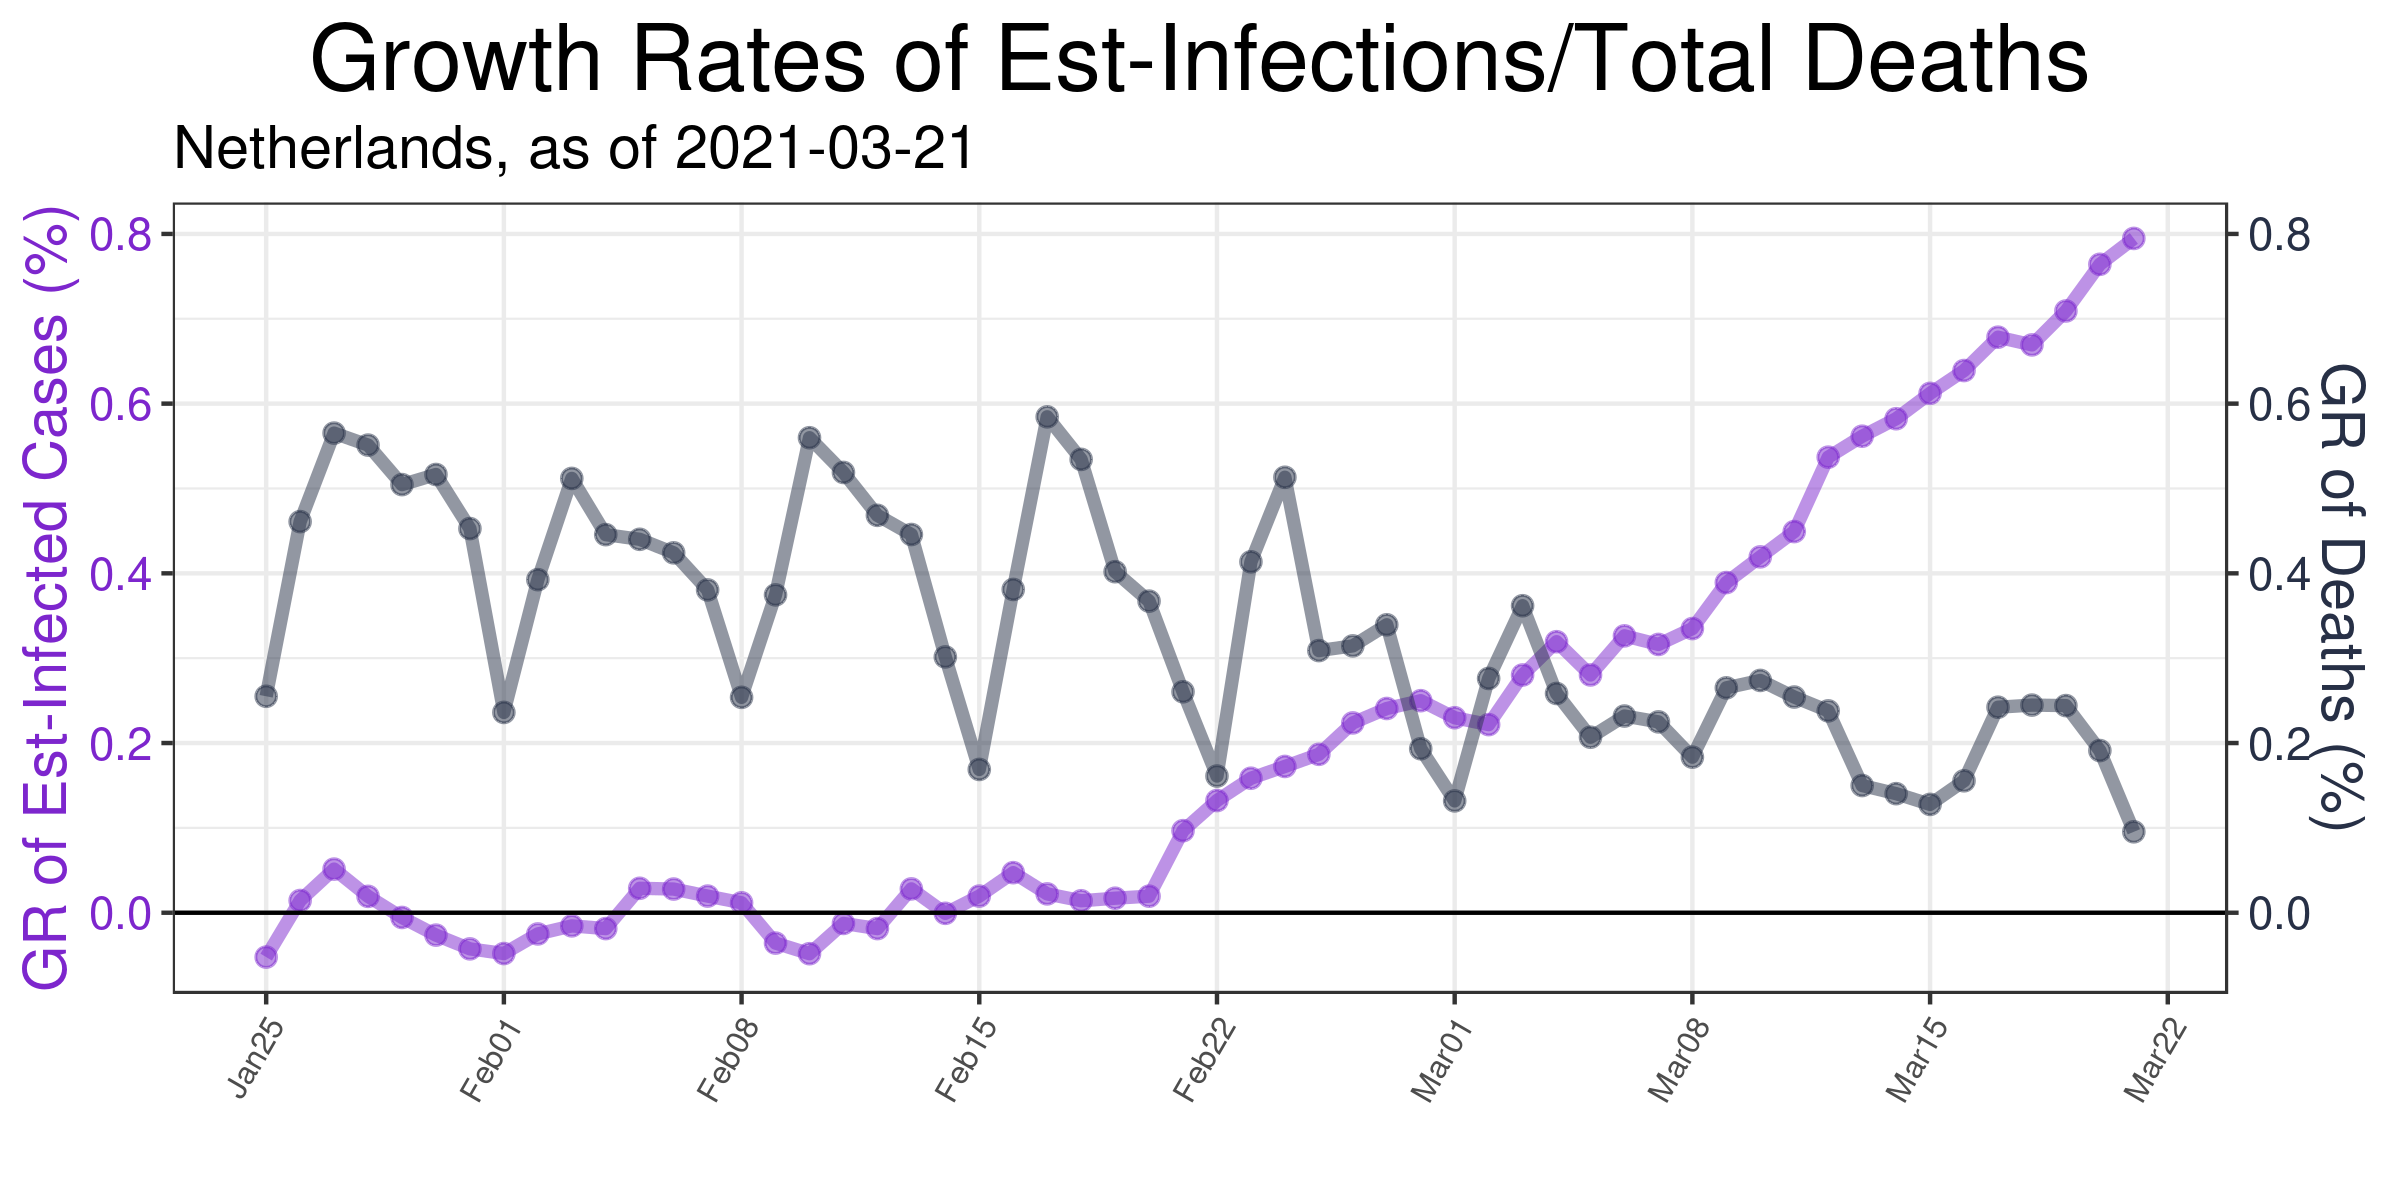 Growth Rates of Est-Infections/Total Deaths
Netherlands, as of 2021-03-21
GR of Est-Infected Cases (%)
0.8
0.6
0.4
0.2
0.0
0.8
0.6
0.4
0.2
0.0
GR of Deaths (%)
Jan25
Feb01
Feb08
Feb15
Feb22
Mar01
Mar08
Mar15
Mar22